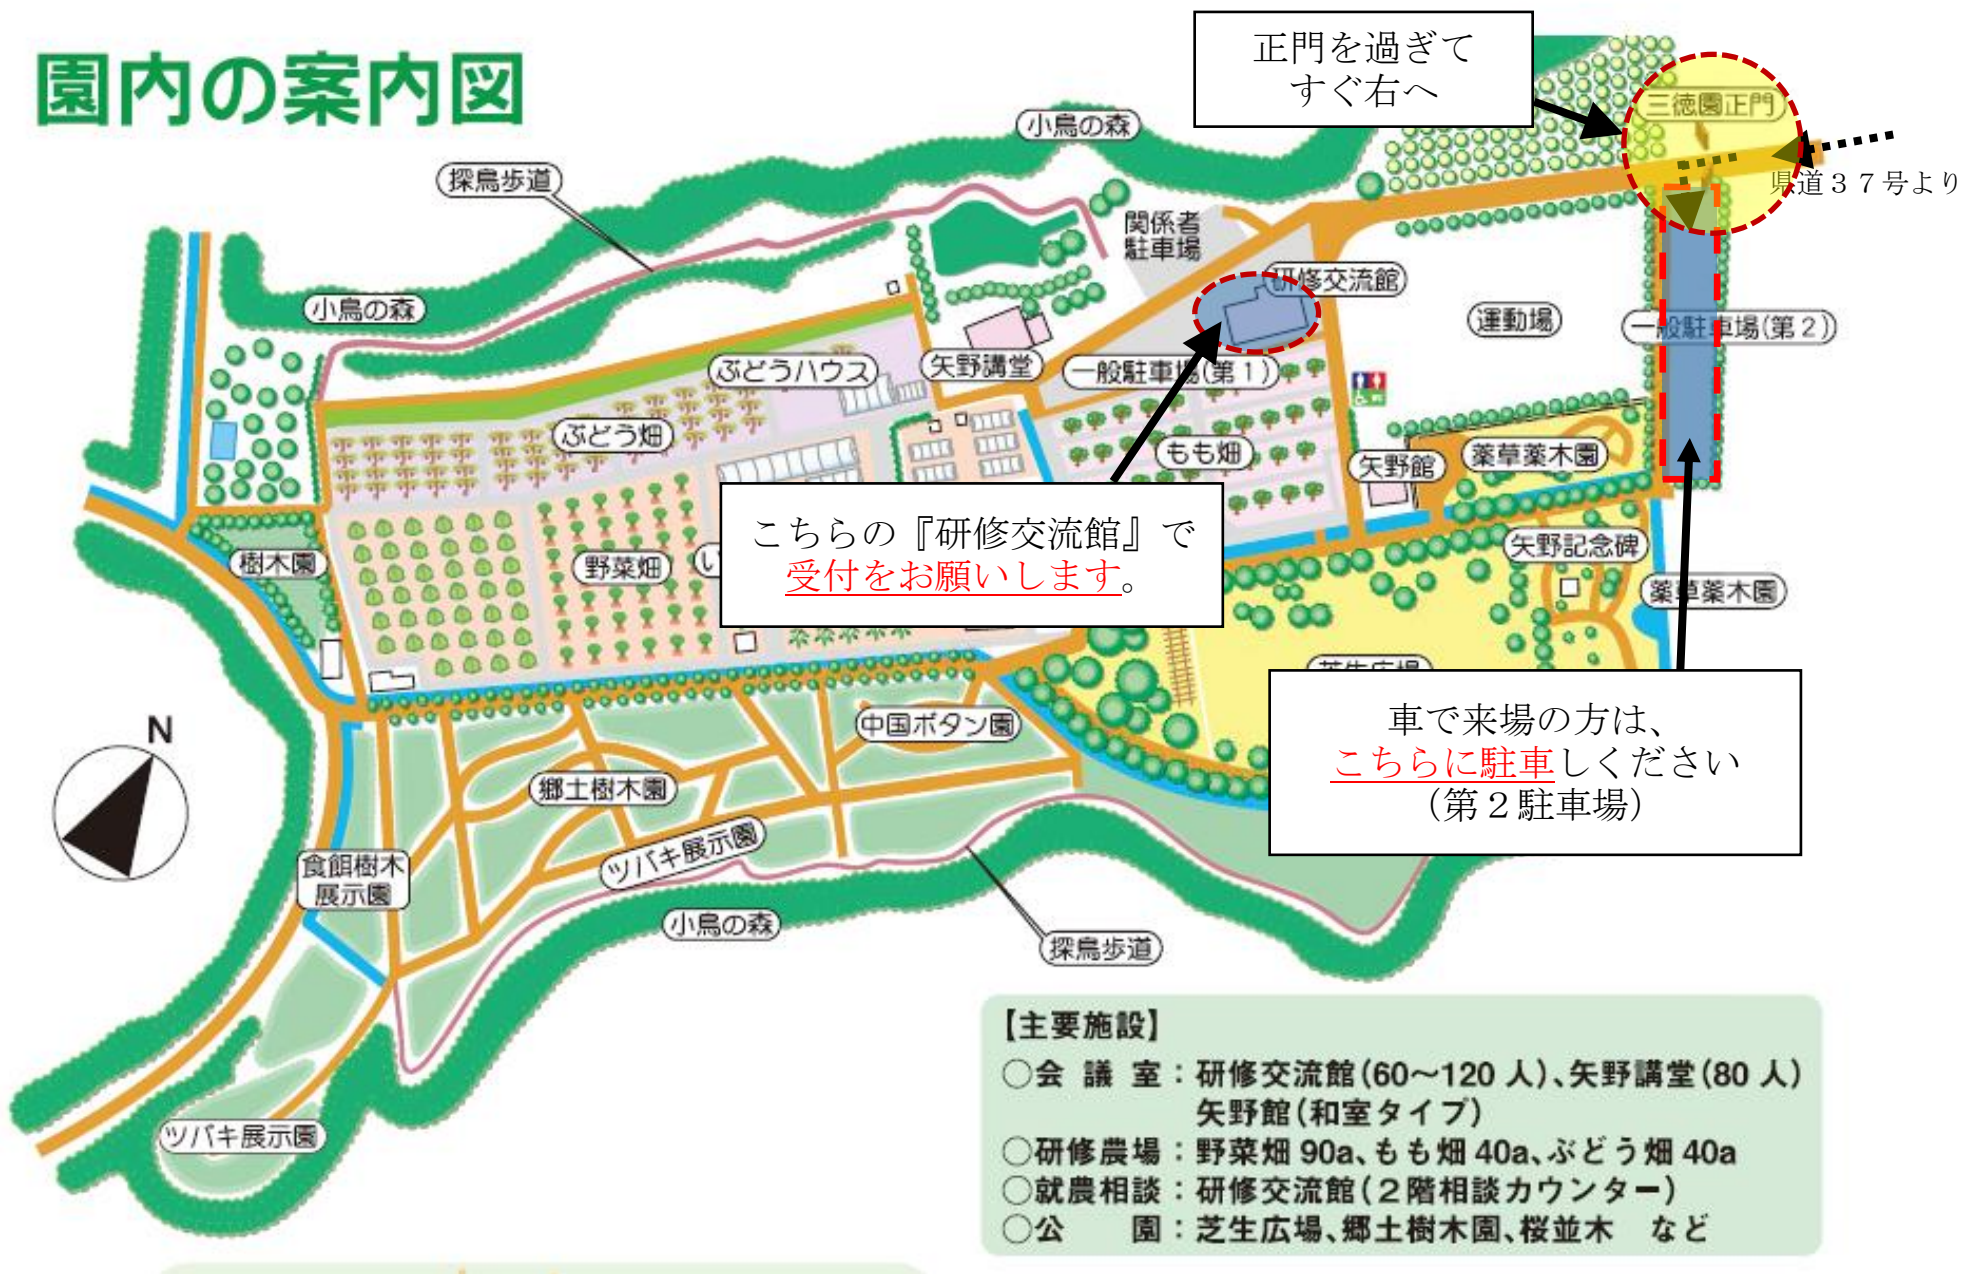 園内の案内図
正門を過ぎて
すぐ右へ
三徳園正門
県道３７号より
小鳥の森
探鳥歩道
関係者
駐車場
研修交流館
小鳥の森
運動場
一般駐車場(第２)
ぶどうハウス
矢野講堂
一般駐車場(第１)
ぶどう畑
もも畑
矢野館
薬草薬木園
こちらの『研修交流館』で
受付をお願いします。
矢野記念碑
樹木園
野菜畑
い
薬草薬木園
芝生広場
車で来場の方は、
こちらに駐車しください
（第２駐車場）
N
中国ボタン園
郷土樹木園
ツバキ展示園
食餌樹木
展示園
小鳥の森
探鳥歩道
ツバキ展示園
【主要施設】
○会 議 室：研修交流館(60～120 人)、矢野講堂(80 人)
矢野館(和室タイプ)
○研修農場：野菜畑 90a、もも畑 40a、ぶどう畑 40a
○就農相談：研修交流館(２階相談カウンター)
○公　　園：芝生広場、郷土樹木園、桜並木　など